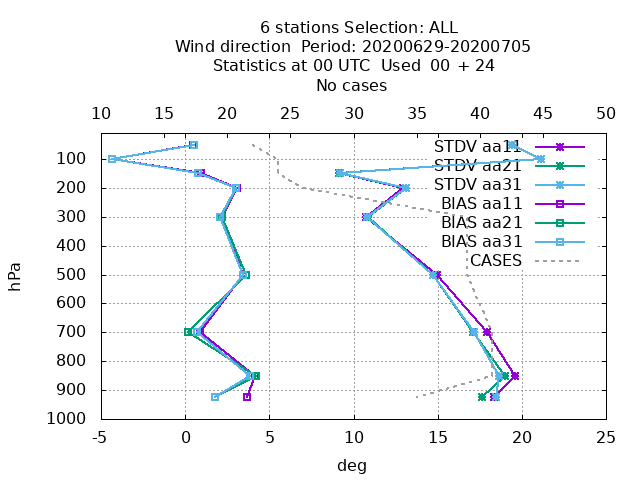 6 stations Selection: ALL
Wind direction  Period: 20200629-20200705
Statistics at 00 UTC  Used  00 + 24
No cases
10 15 20 25 30 35 40 45 50
STDV aa11
100
STDV aa21
STDV aa31
200
BIAS aa11
300
BIAS aa21
400
BIAS aa31
CASES
500
hPa
600
700
800
900
1000
-5 0 5 10 15 20 25
deg